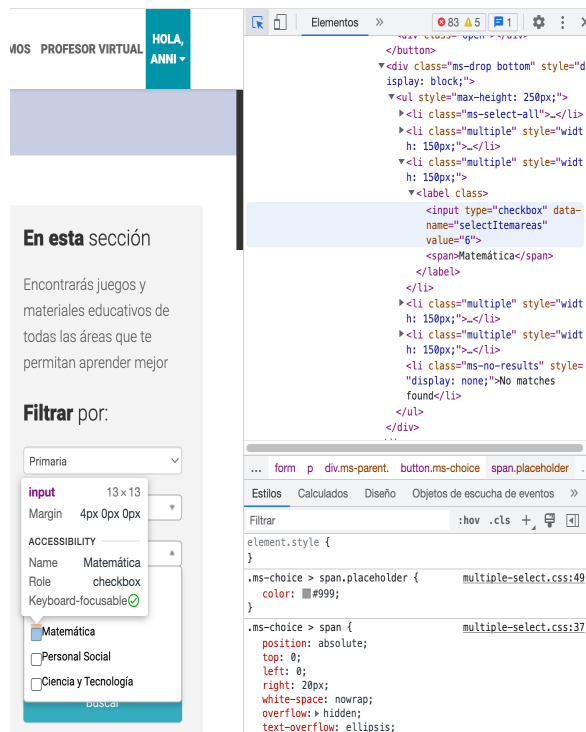 MOS PROFESOR VIRTUAL
HOLA,
ANNI
En esta sección
Encontrarás juegos y
materiales educativos de
todas las áreas que te
permitan aprender mejor
Filtrar por:
Primaria
input 13×13
Margin 4px 0px 0px
ACCESSIBILITY
Name Matemática
Role checkbox
Keyboard-focusable
Matemática
Personal Social
Ciencia y Tecnología
Buscar
Elementos
83 5 1
<div class="open"></div>
</button>
<div class="ms-drop bottom" style="d
isplay: block;">
<ul style="max-height: 250px;">
<li class="ms-select-all">…</li>
<li class="multiple" style="widt
h: 150px;">…</li>
<li class="multiple" style="widt
h: 150px;">
<label class>
<input type="checkbox" data-
name="selectItemareas"
value="6">
<span>Matemática</span>
</label>
</li>
<li class="multiple" style="widt
h: 150px;">…</li>
<li class="multiple" style="widt
h: 150px;">…</li>
<li class="ms-no-results" style=
"display: none;">No matches
found</li>
</ul>
</div>
… form p div.ms-parent. button.ms-choice span.placeholder .
Estilos Calculados Diseño Objetos de escucha de eventos
Filtrar :hov .cls
element.style {
}
.ms-choice > span.placeholder { multiple-select.css:49
color: #999;
}
.ms-choice > span { multiple-select.css:37
position: absolute;
top: 0;
left: 0;
right: 20px;
white-space: nowrap;
overflow: hidden;
text-overflow: ellipsis;